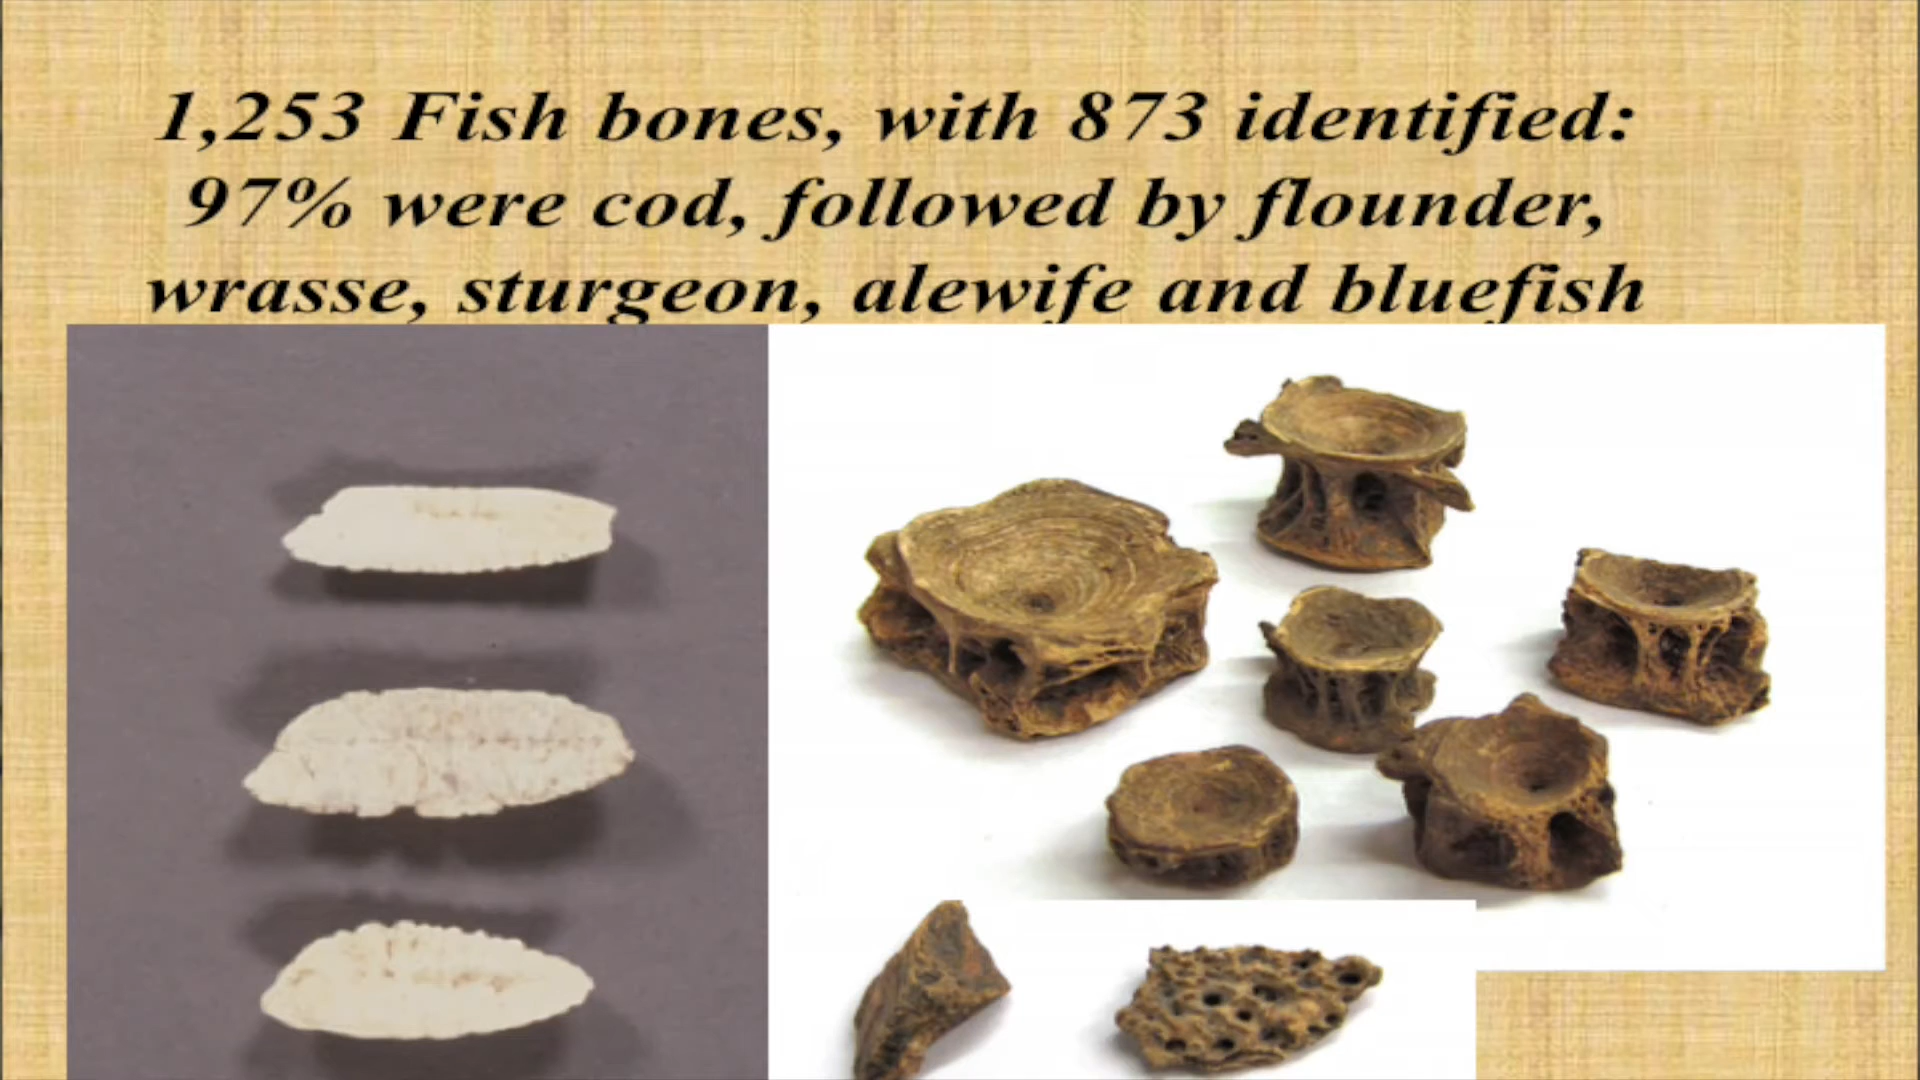 1,253 Fish bones, with 873 identified:
97% were cod, followed by flounder,
wrasse, sturgeon, alewife and bluefish